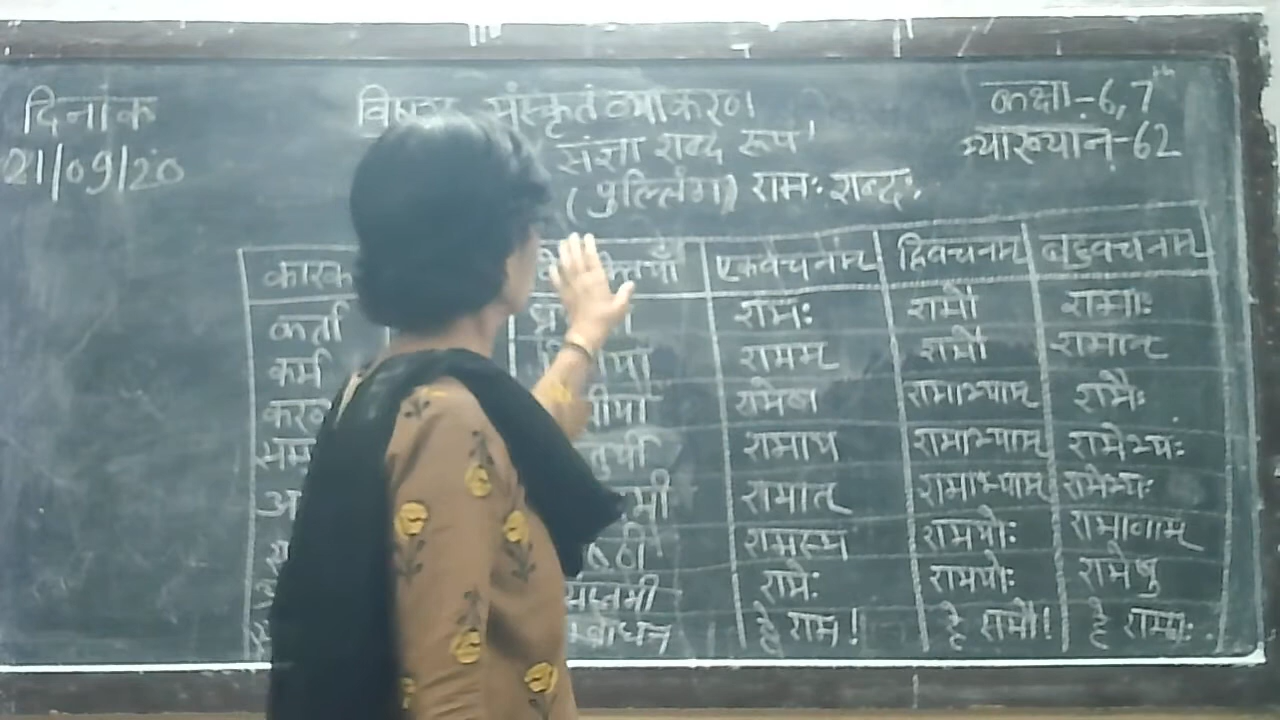 दिनांक
21/09/20
विषय संस्कृतं व्याकरण
संज्ञा शब्द रूप
(पुल्लिंग) रामः शब्दः
कक्षा-6,7th
व्याख्यान-62
कारक एकवचनम् द्विवचनम् बहुवचनम्
कर्ता रामः रामौ रामाः
कर्म रामम् रामौ रामान्
रामेण रामाभ्याम् रामैः
रामाय रामाभ्याम् रामेभ्यः
रामात् रामाभ्याम् रामेभ्यः
रामस्य रामयोः रामाणाम्
सप्तमी रामेः रामयोः रामेषु
हे राम! हे रामौ! हे रामाः